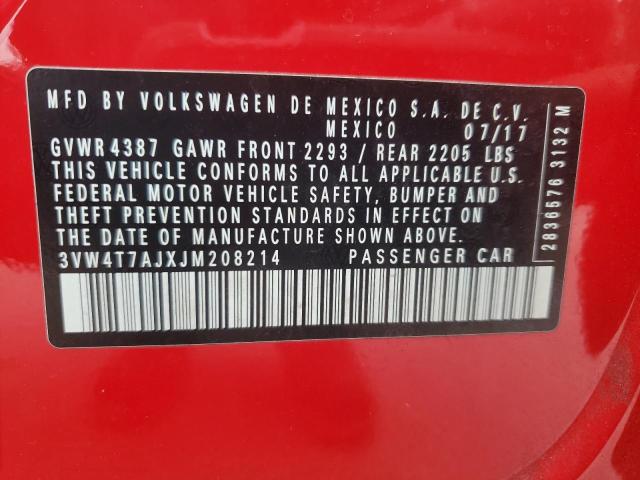 MFD BY VOLKSWAGEN DE MEXICO S.A. DE C.V.
MEXICO 07/17
GVWR 4387 GAWR FRONT 2293 / REAR 2205 LBS
THIS VEHICLE CONFORMS TO ALL APPLICABLE U.S.
FEDERAL MOTOR VEHICLE SAFETY, BUMPER AND
THEFT PREVENTION STANDARDS IN EFFECT ON
THE DATE OF MANUFACTURE SHOWN ABOVE.
3VW4T7AJXJM208214 PASSENGER CAR
2836576 3132 M